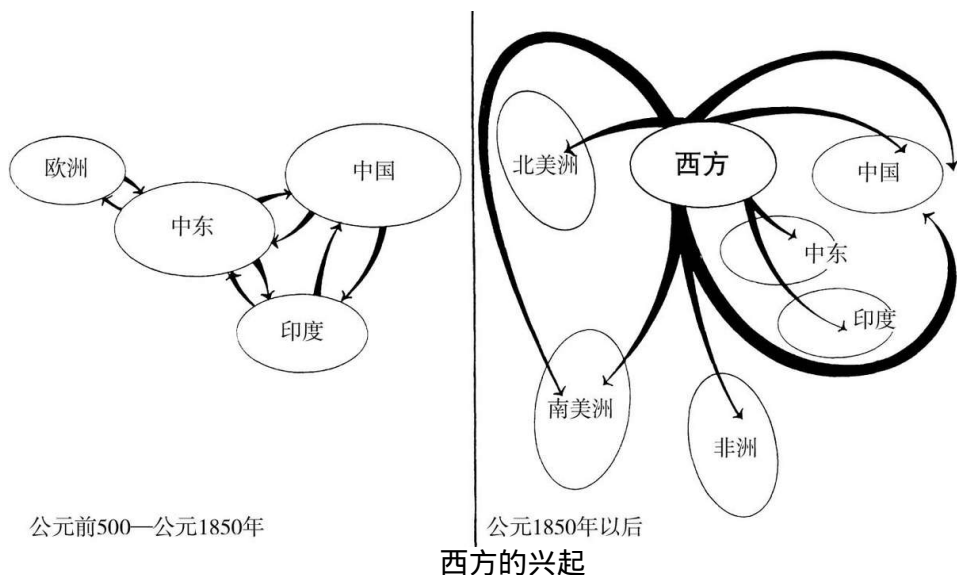 欧洲
中国
中东
印度
公元前500—公元1850年
北美洲
西方
中国
中东
印度
南美洲
非洲
公元1850年以后
西方的兴起